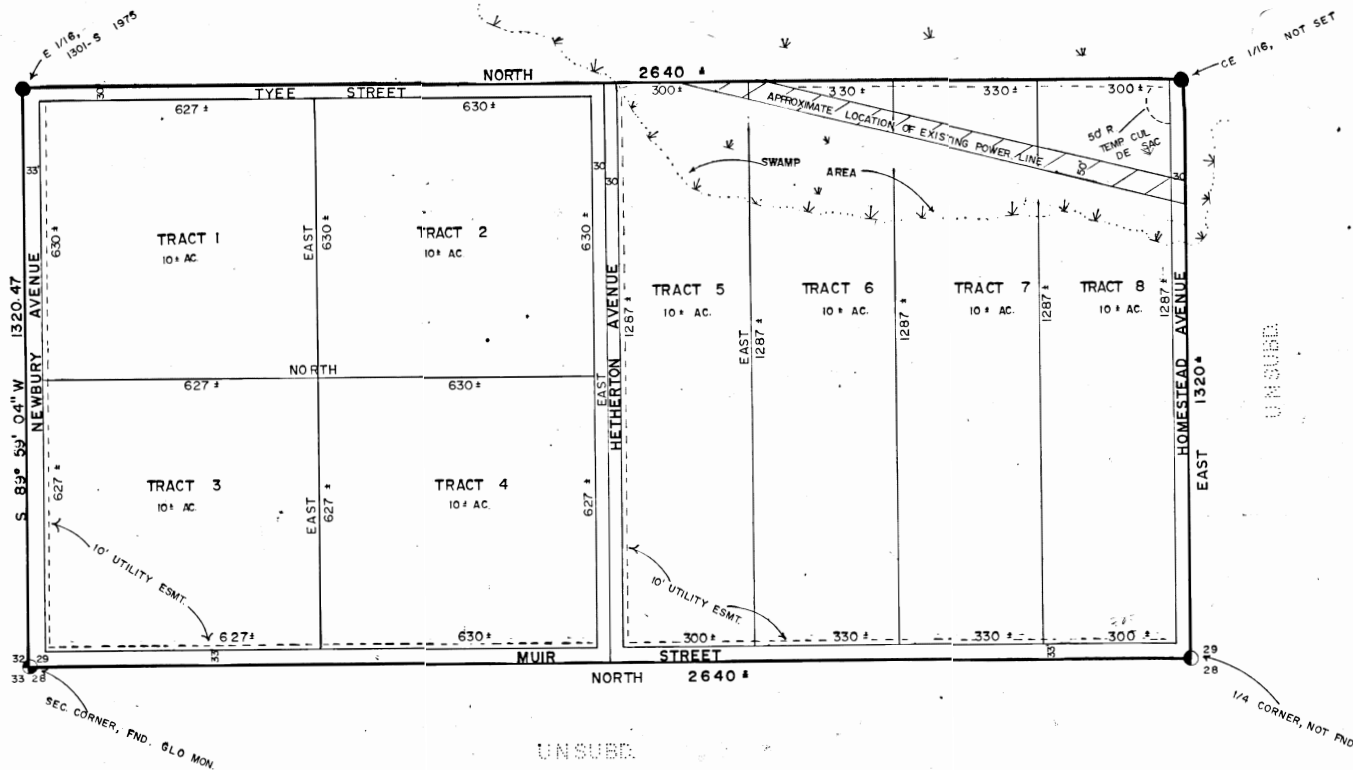 E 1/16,
1301-S 1975
CE 1/16, NOT SET
NORTH 2640 ±
TYEE STREET
30'
627 ±
630 ±
300 ±
330 ±
330 ±
300 ±
APPROXIMATE LOCATION OF EXISTING POWER LINE
50'
50' R
TEMP CUL
DE SAC
30
SWAMP AREA
33'
30
30
S 89° 59' 04" W 1320.47
NEWBURY AVENUE
630 ±
TRACT 1
10± AC.
EAST
630 ±
TRACT 2
10± AC.
630 ±
HETHERTON AVENUE
EAST
1287 ±
TRACT 5
10± AC.
EAST
1287 ±
TRACT 6
10± AC.
1287 ±
TRACT 7
10± AC.
1287 ±
TRACT 8
10± AC.
1287 ±
HOMESTEAD AVENUE
EAST 1320±
UNSUBD.
NORTH
627 ±
630 ±
627 ±
TRACT 3
10± AC.
EAST
627 ±
TRACT 4
10± AC.
627 ±
10' UTILITY ESMT.
10' UTILITY ESMT.
627±
630±
300±
330±
330±
300±
33'
MUIR STREET
33'
NORTH 2640 ±
32 29
33 28
29
28
SEC. CORNER, FND. GLO MON.
1/4 CORNER, NOT FND
UNSUBD.